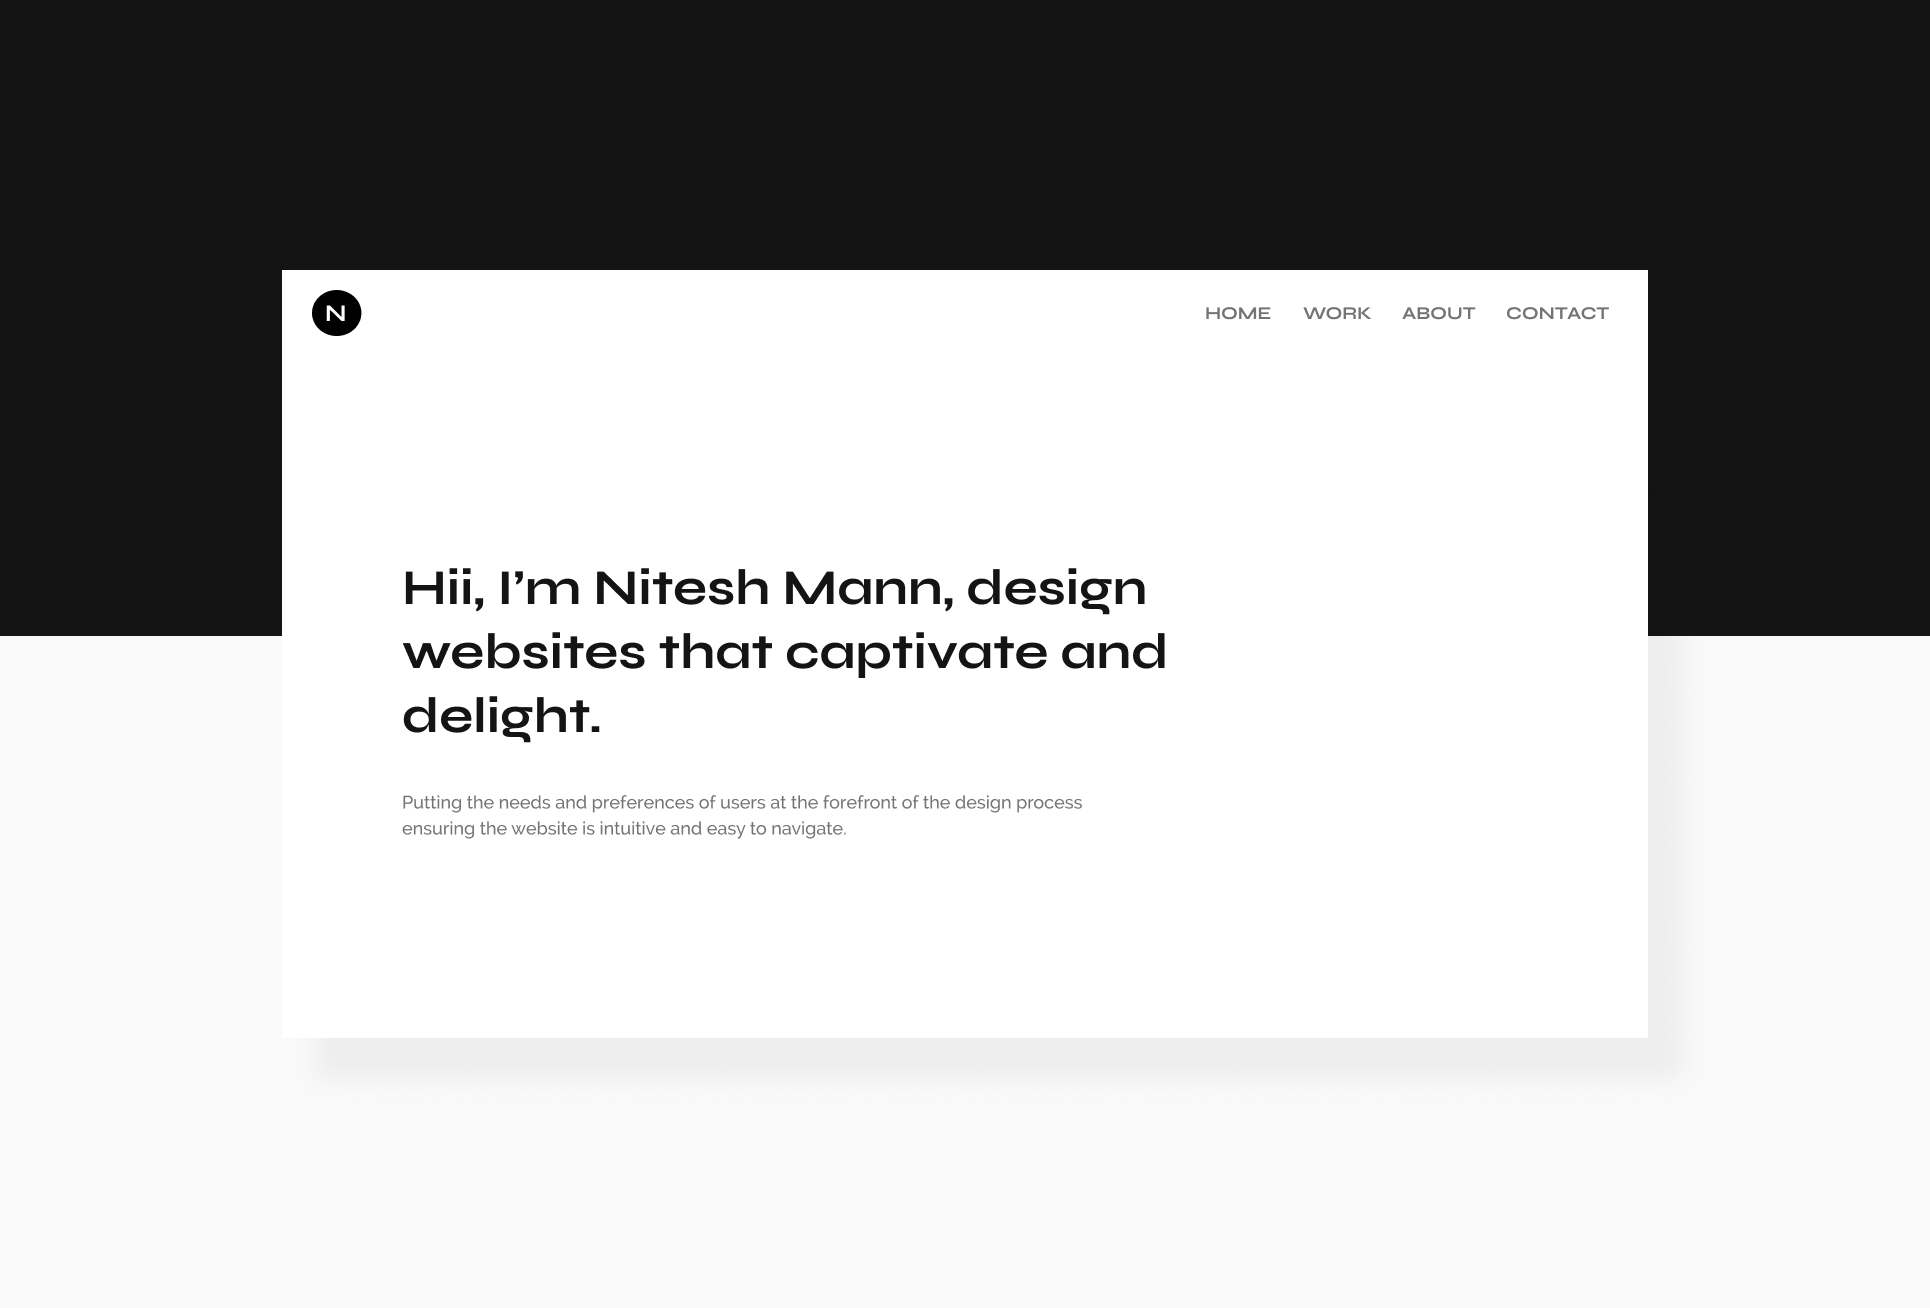 N
HOME WORK ABOUT CONTACT
Hii, I’m Nitesh Mann, design
websites that captivate and
delight.
Putting the needs and preferences of users at the forefront of the design process
ensuring the website is intuitive and easy to navigate.